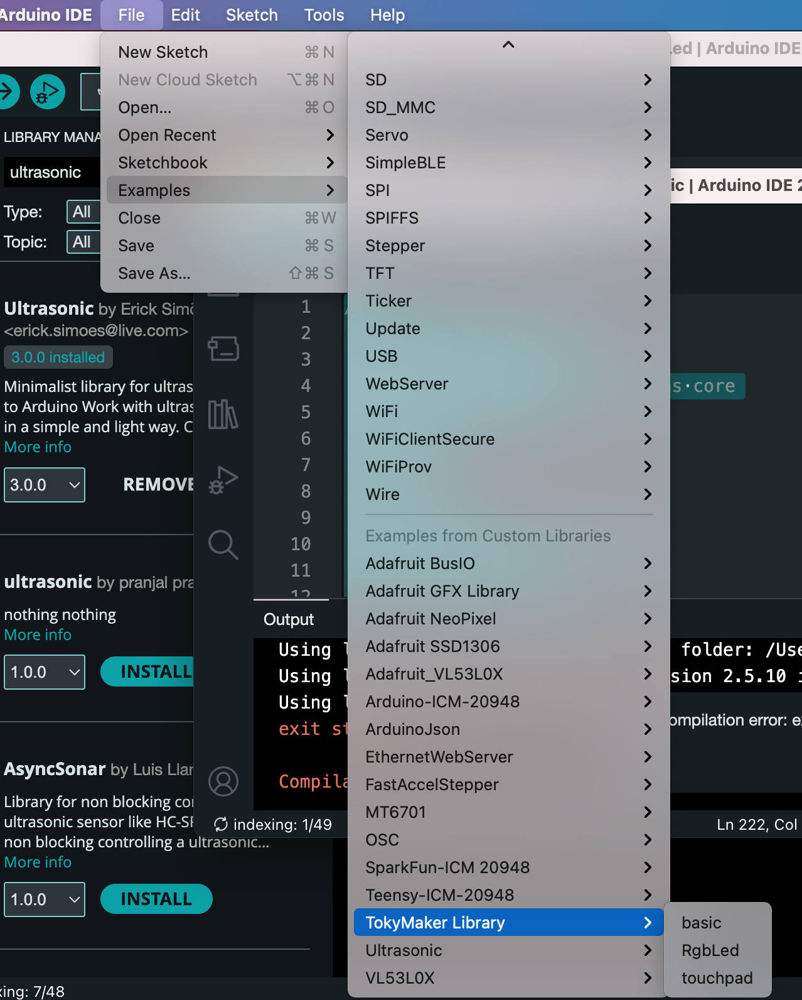 Arduino IDE File Edit Sketch Tools Help
New Sketch ⌘ N
New Cloud Sketch ⌥ ⌘ N
Open... ⌘ O
Open Recent
Sketchbook
Examples
Close ⌘ W
Save ⌘ S
Save As... ⇧ ⌘ S
SD
SD_MMC
Servo
SimpleBLE
SPI
SPIFFS
Stepper
TFT
Ticker
Update
USB
WebServer
WiFi
WiFiClientSecure
WiFiProv
Wire
Examples from Custom Libraries
Adafruit BusIO
Adafruit GFX Library
Adafruit NeoPixel
Adafruit SSD1306
Adafruit_VL53L0X
Arduino-ICM-20948
ArduinoJson
EthernetWebServer
FastAccelStepper
MT6701
OSC
SparkFun-ICM 20948
Teensy-ICM-20948
TokyMaker Library
Ultrasonic
VL53L0X
basic
RgbLed
touchpad
Led | Arduino IDE
ic | Arduino IDE 2
LIBRARY MANA
ultrasonic
Type: All
Topic: All
Ultrasonic by Erick Simõ
<erick.simoes@live.com>
3.0.0 installed
Minimalist library for ultras
to Arduino Work with ultras
in a simple and light way. C
More info
3.0.0 REMOVE
ultrasonic by pranjal pra
nothing nothing
More info
1.0.0 INSTALL
AsyncSonar by Luis Llam
Library for non blocking con
ultrasonic sensor like HC-SR
non blocking controlling a ultrasonic...
More info
1.0.0 INSTALL
xing: 7/48
1
2
3
4
s·core
5
6
7
8
9
10
11
12
Output
Using l folder: /Use
Using l sion 2.5.10 i
Using l
exit st
Compila
ompilation error: e
indexing: 1/49
Ln 222, Col